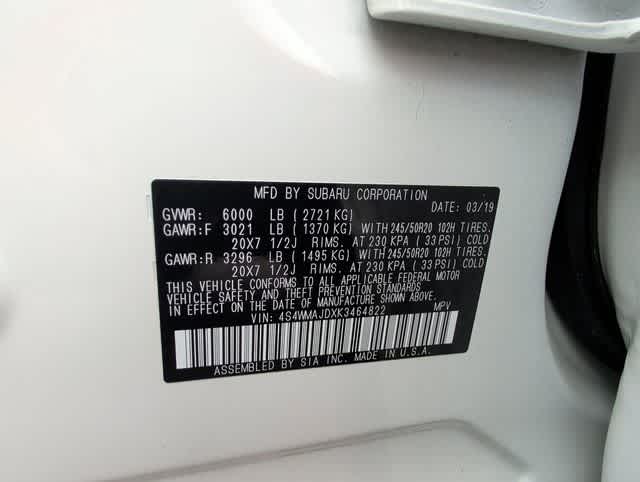 MFD BY SUBARU CORPORATION
DATE: 03/19
GVWR: 6000 LB (2721 KG)
GAWR:F 3021 LB (1370 KG) WITH 245/50R20 102H TIRES.
20X7 1/2J RIMS. AT 230 KPA (33 PSI) COLD
GAWR:R 3296 LB (1495 KG) WITH 245/50R20 102H TIRES.
20X7 1/2J RIMS. AT 230 KPA (33 PSI) COLD
THIS VEHICLE CONFORMS TO ALL APPLICABLE FEDERAL MOTOR
VEHICLE SAFETY AND THEFT PREVENTION STANDARDS
IN EFFECT ON THE DATE OF MANUFACTURE SHOWN ABOVE.
VIN: 4S4WMAJDXK3464822 MPV
ASSEMBLED BY SIA INC. MADE IN U.S.A.